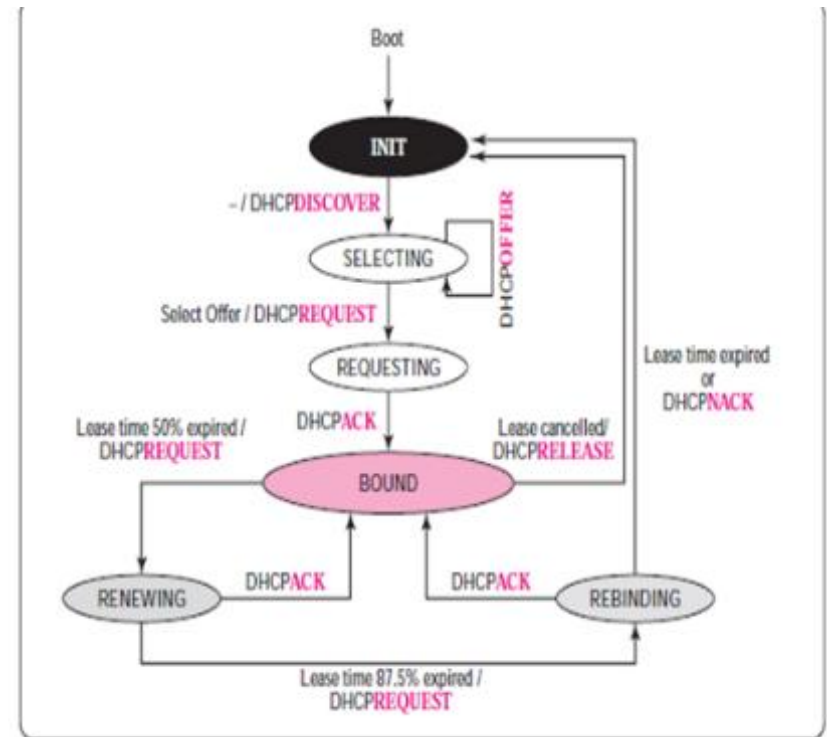 Boot
INIT
– / DHCPDISCOVER
SELECTING
DHCPOFFER
Select Offer / DHCPREQUEST
REQUESTING
Lease time expired
or
DHCPNACK
DHCPACK
Lease time 50% expired /
DHCPREQUEST
Lease cancelled/
DHCPRELEASE
BOUND
RENEWING
DHCPACK
DHCPACK
REBINDING
Lease time 87.5% expired /
DHCPREQUEST